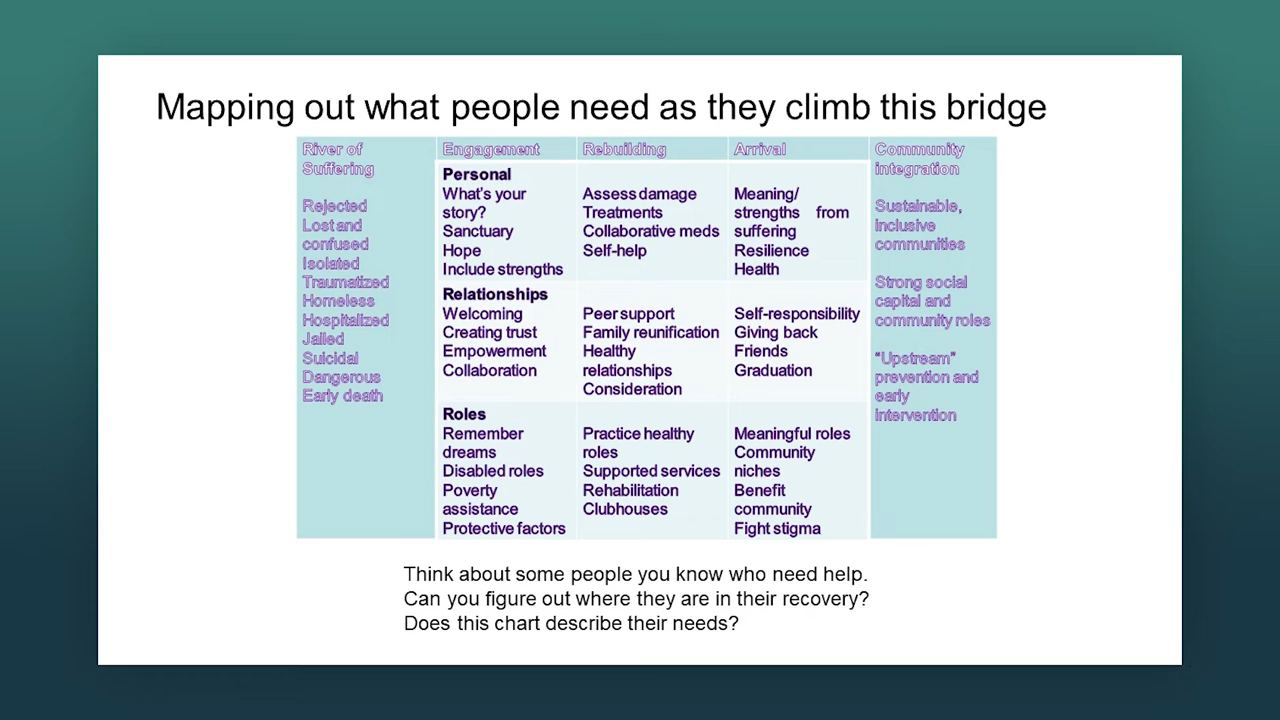 Mapping out what people need as they climb this bridge
River of
Suffering
Rejected
Lost and
confused
Isolated
Traumatized
Homeless
Hospitalized
Jailed
Suicidal
Dangerous
Early death
Engagement
Personal
What's your
story?
Sanctuary
Hope
Include strengths
Relationships
Welcoming
Creating trust
Empowerment
Collaboration
Roles
Remember
dreams
Disabled roles
Poverty
assistance
Protective factors
Rebuilding
Assess damage
Treatments
Collaborative meds
Self-help
Peer support
Family reunification
Healthy
relationships
Consideration
Practice healthy
roles
Supported services
Rehabilitation
Clubhouses
Arrival
Meaning/
strengths from
suffering
Resilience
Health
Self-responsibility
Giving back
Friends
Graduation
Meaningful roles
Community
niches
Benefit
community
Fight stigma
Community
integration
Sustainable,
inclusive
communities
Strong social
capital and
community roles
“Upstream”
prevention and
early
intervention
Think about some people you know who need help.
Can you figure out where they are in their recovery?
Does this chart describe their needs?